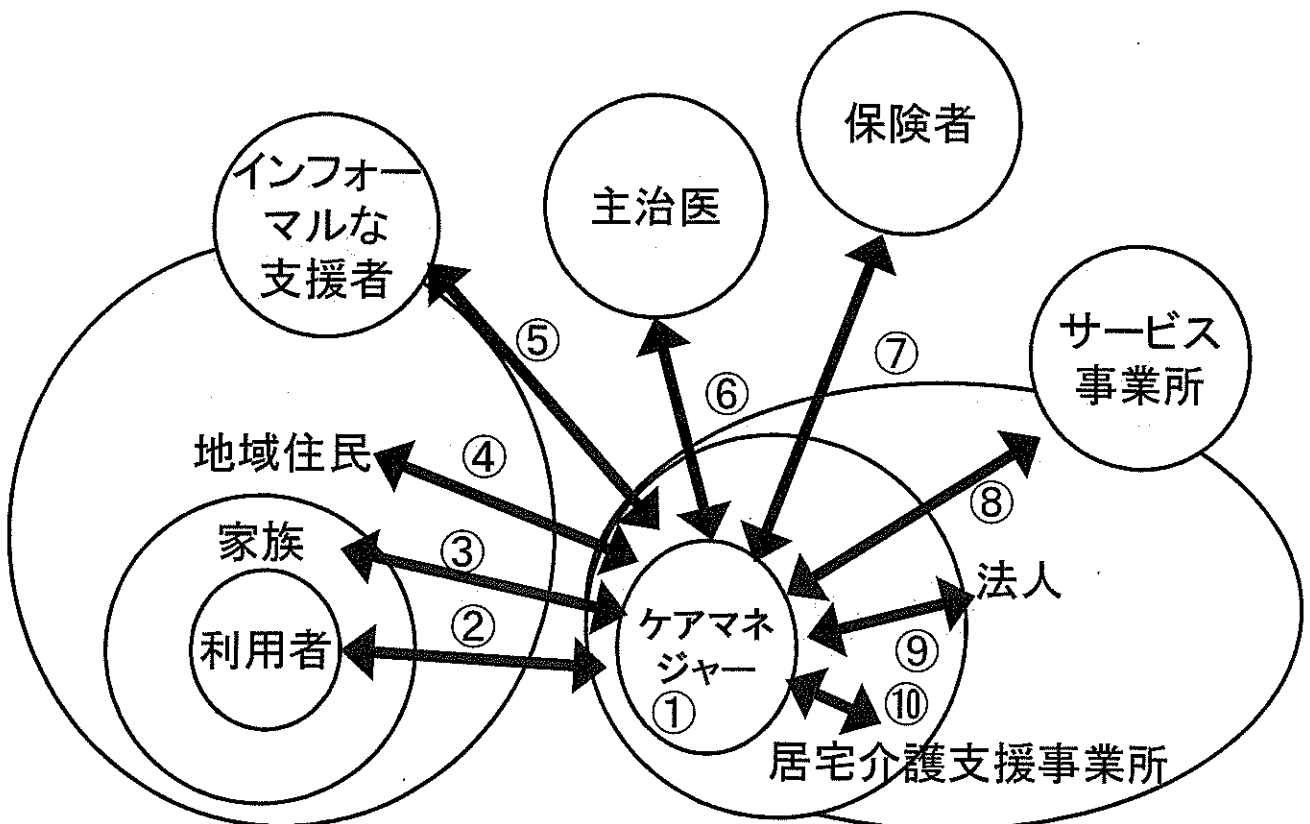 保険者
インフォー
マルな
支援者
主治医
サービス
事業所
⑤
⑦
⑥
地域住民
④
⑧
家族
③
法人
②
利用者
ケアマネ
ジャー
①
⑨
⑩
居宅介護支援事業所